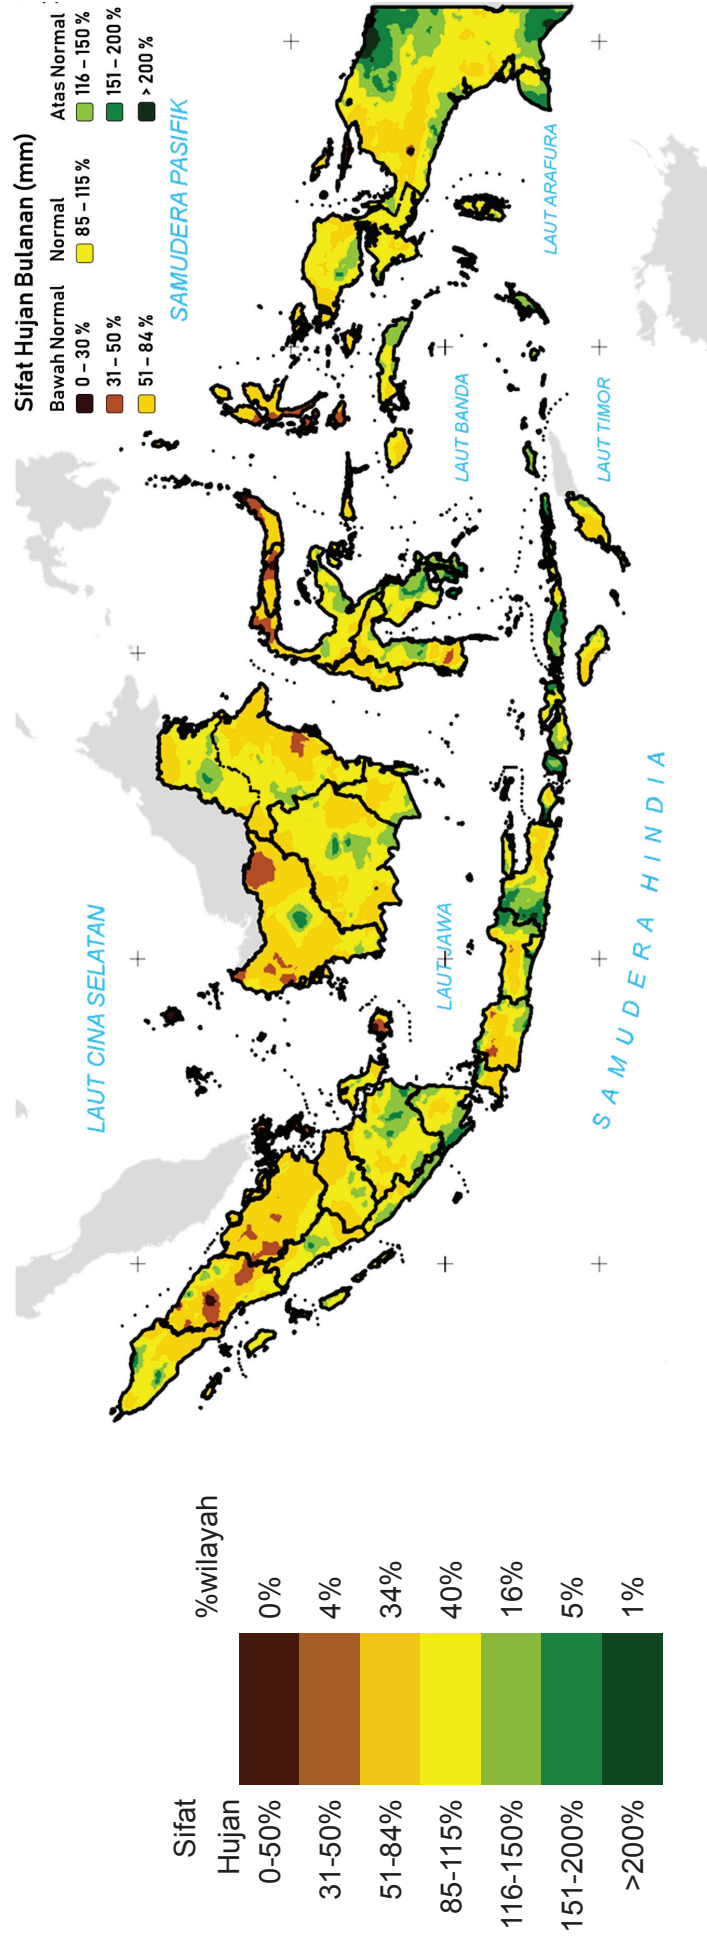 Sifat Hujan Bulanan (mm)
Bawah Normal Normal Atas Normal
0 – 30 % 85 – 115 % 116 – 150 %
31 – 50 % 151 – 200 %
51 – 84 % > 200 %
SAMUDERA PASIFIK
LAUT CINA SELATAN
LAUT JAWA
LAUT BANDA
LAUT ARAFURA
LAUT TIMOR
SAMUDERA HINDIA
Sifat
Hujan %wilayah
0-50% 0%
31-50% 4%
51-84% 34%
85-115% 40%
116-150% 16%
151-200% 5%
>200% 1%